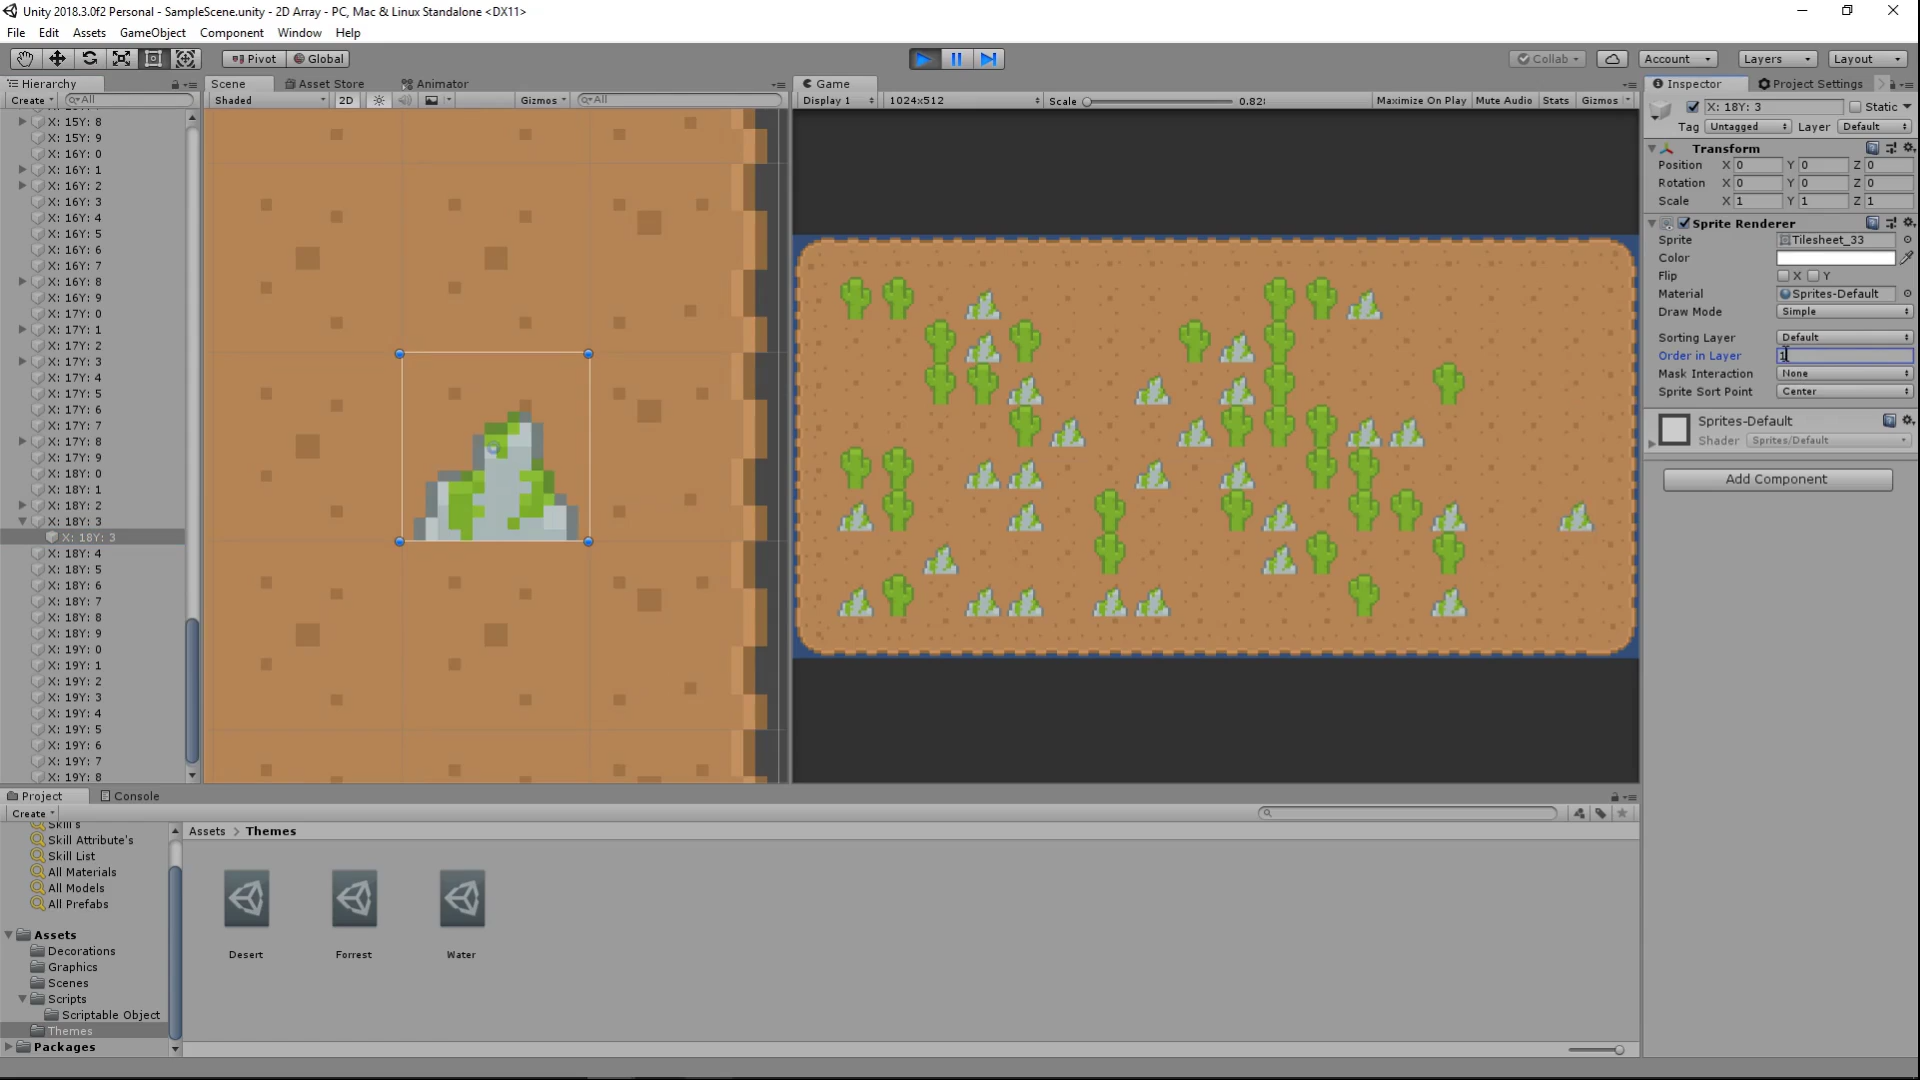 Unity 2018.3.0f2 Personal - SampleScene.unity - 2D Array - PC, Mac & Linux Standalone <DX11>
File Edit Assets GameObject Component Window Help
Pivot Global Collab Account Layers Layout
Hierarchy
Create All
X: 15Y: 8
X: 15Y: 9
X: 16Y: 0
X: 16Y: 1
X: 16Y: 2
X: 16Y: 3
X: 16Y: 4
X: 16Y: 5
X: 16Y: 6
X: 16Y: 7
X: 16Y: 8
X: 16Y: 9
X: 17Y: 0
X: 17Y: 1
X: 17Y: 2
X: 17Y: 3
X: 17Y: 4
X: 17Y: 5
X: 17Y: 6
X: 17Y: 7
X: 17Y: 8
X: 17Y: 9
X: 18Y: 0
X: 18Y: 1
X: 18Y: 2
X: 18Y: 3
X: 18Y: 3
X: 18Y: 4
X: 18Y: 5
X: 18Y: 6
X: 18Y: 7
X: 18Y: 8
X: 18Y: 9
X: 19Y: 0
X: 19Y: 1
X: 19Y: 2
X: 19Y: 3
X: 19Y: 4
X: 19Y: 5
X: 19Y: 6
X: 19Y: 7
X: 19Y: 8
Scene Asset Store Animator
Shaded 2D Gizmos All
Game
Display 1 1024x512 Scale 0.82 Maximize On Play Mute Audio Stats Gizmos
Inspector Project Settings
X: 18Y: 3 Static
Tag Untagged Layer Default
Transform
Position X 0 Y 0 Z 0
Rotation X 0 Y 0 Z 0
Scale X 1 Y 1 Z 1
Sprite Renderer
Sprite Tilesheet_33
Color
Flip X Y
Material Sprites-Default
Draw Mode Simple
Sorting Layer Default
Order in Layer 1
Mask Interaction None
Sprite Sort Point Center
Sprites-Default
Shader Sprites/Default
Add Component
Project Console
Create
Skill's
Skill Attribute's
Skill List
All Materials
All Models
All Prefabs
Assets
Decorations
Graphics
Scenes
Scripts
Scriptable Object
Themes
Packages
Assets > Themes
Desert Forrest Water